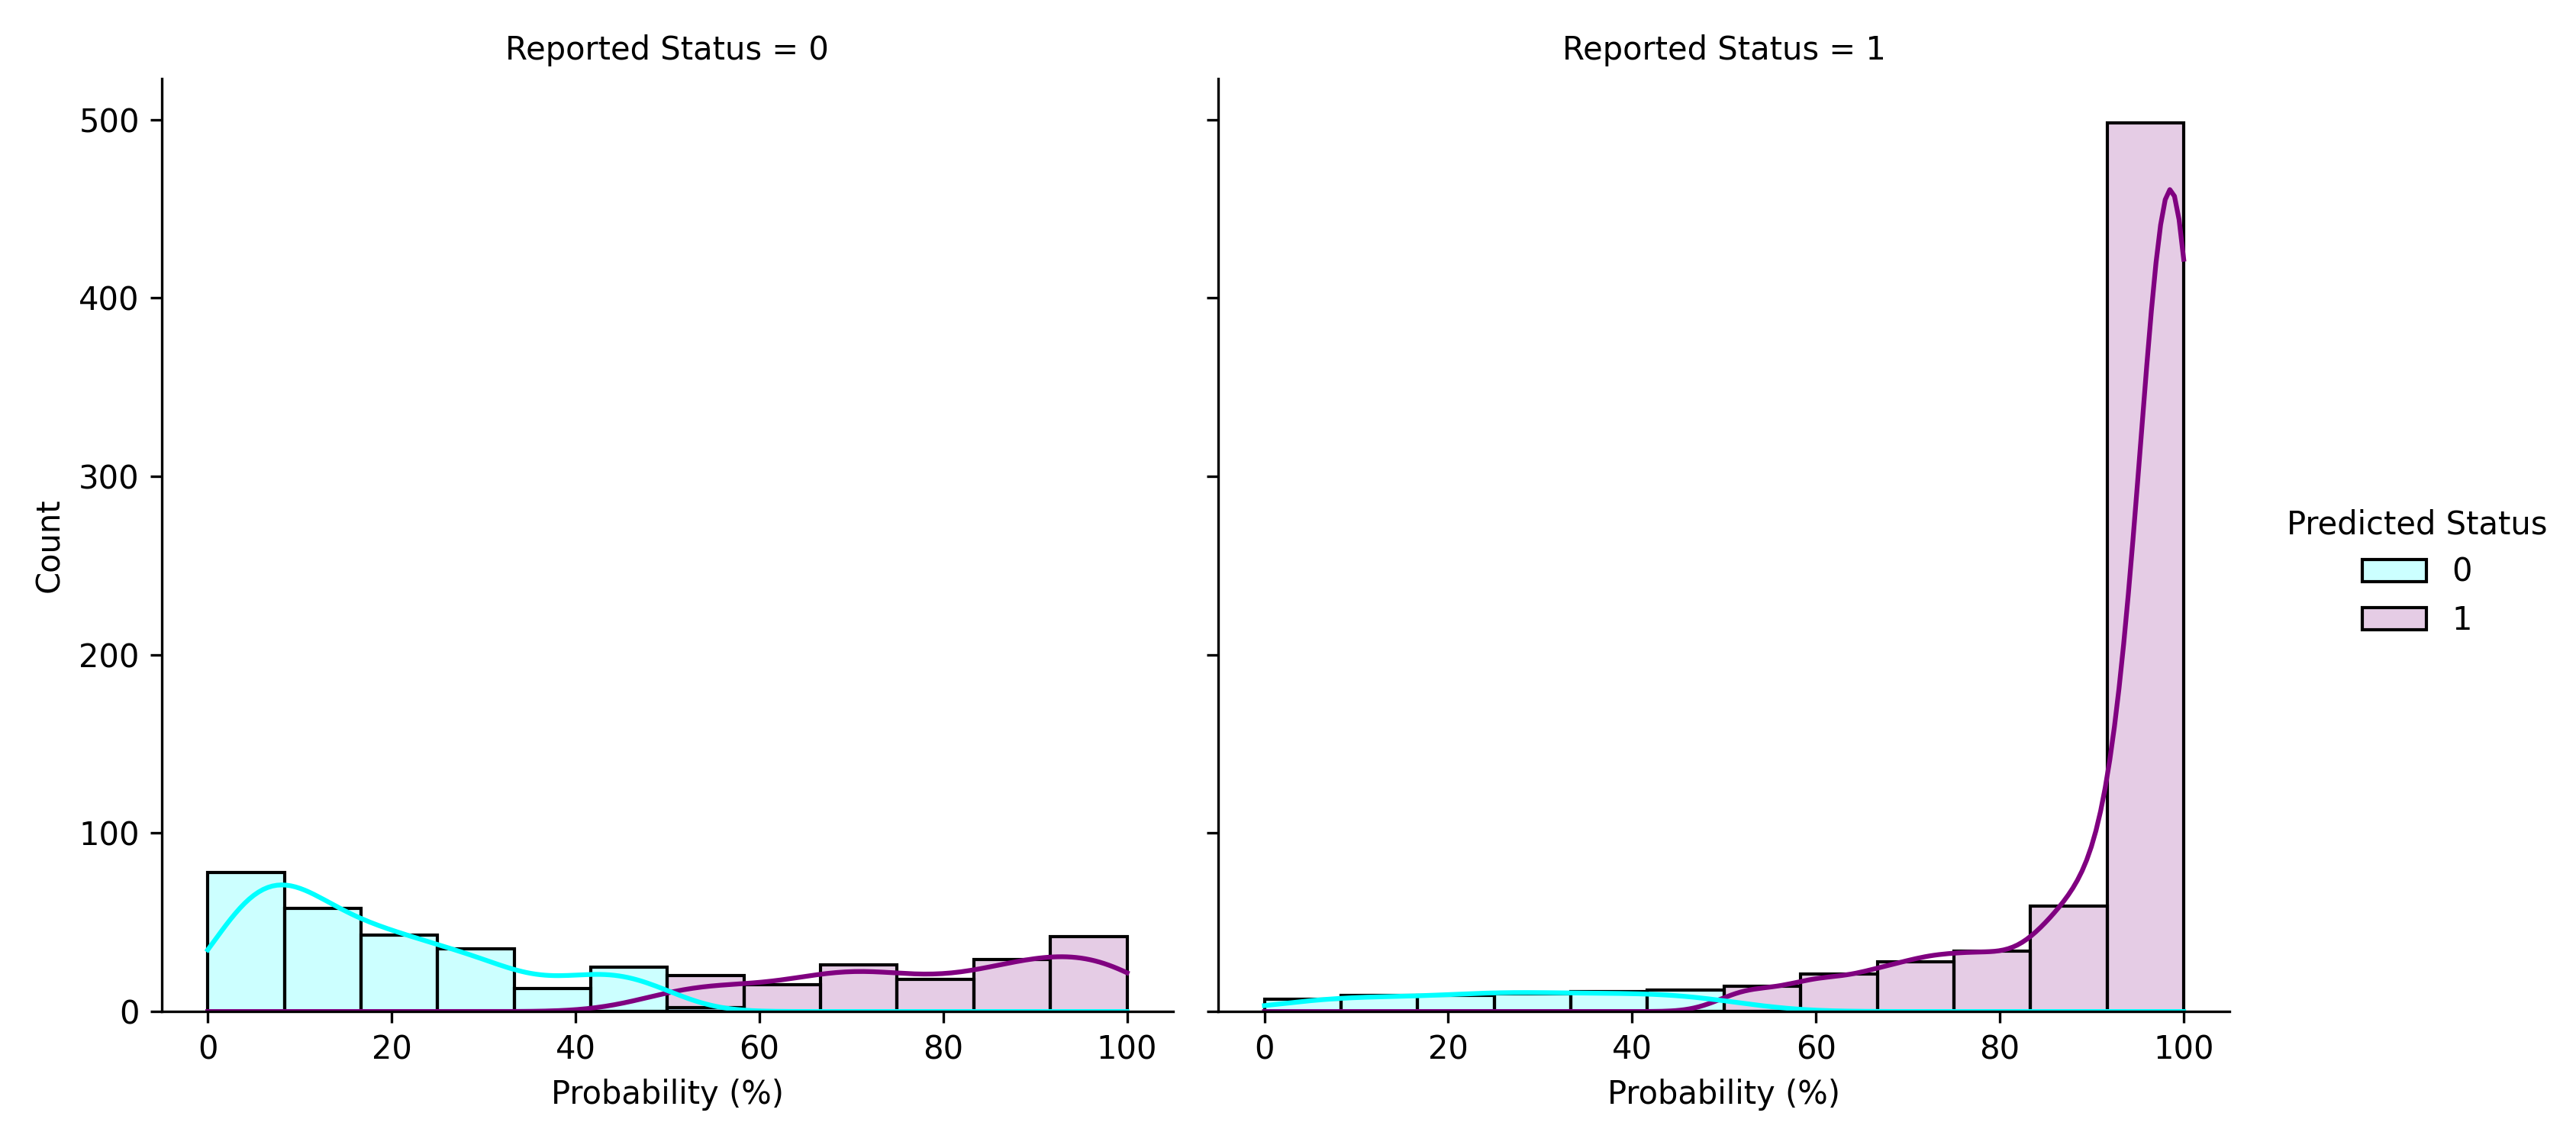 Reported Status = 0
Reported Status = 1
500
400
300
200
100
0
Count
0 20 40 60 80 100
0 20 40 60 80 100
Probability (%)
Probability (%)
Predicted Status
0
1